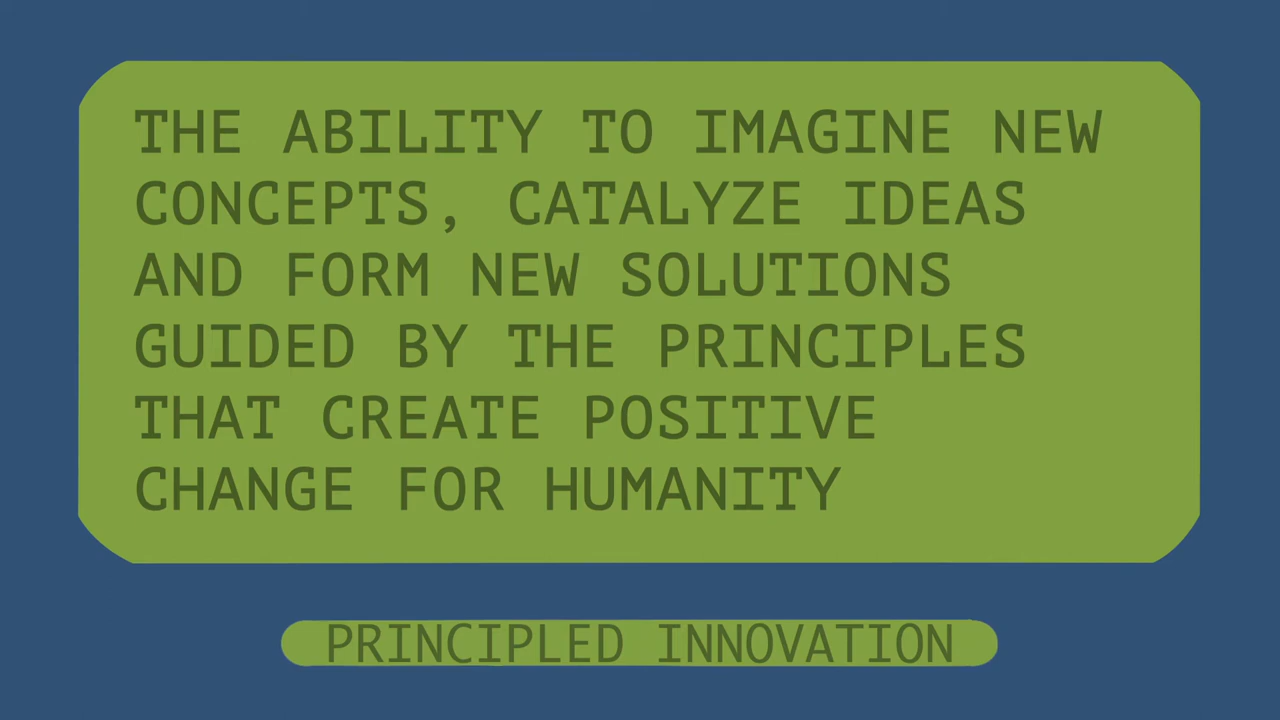 THE ABILITY TO IMAGINE NEW
CONCEPTS, CATALYZE IDEAS
AND FORM NEW SOLUTIONS
GUIDED BY THE PRINCIPLES
THAT CREATE POSITIVE
CHANGE FOR HUMANITY
PRINCIPLED INNOVATION